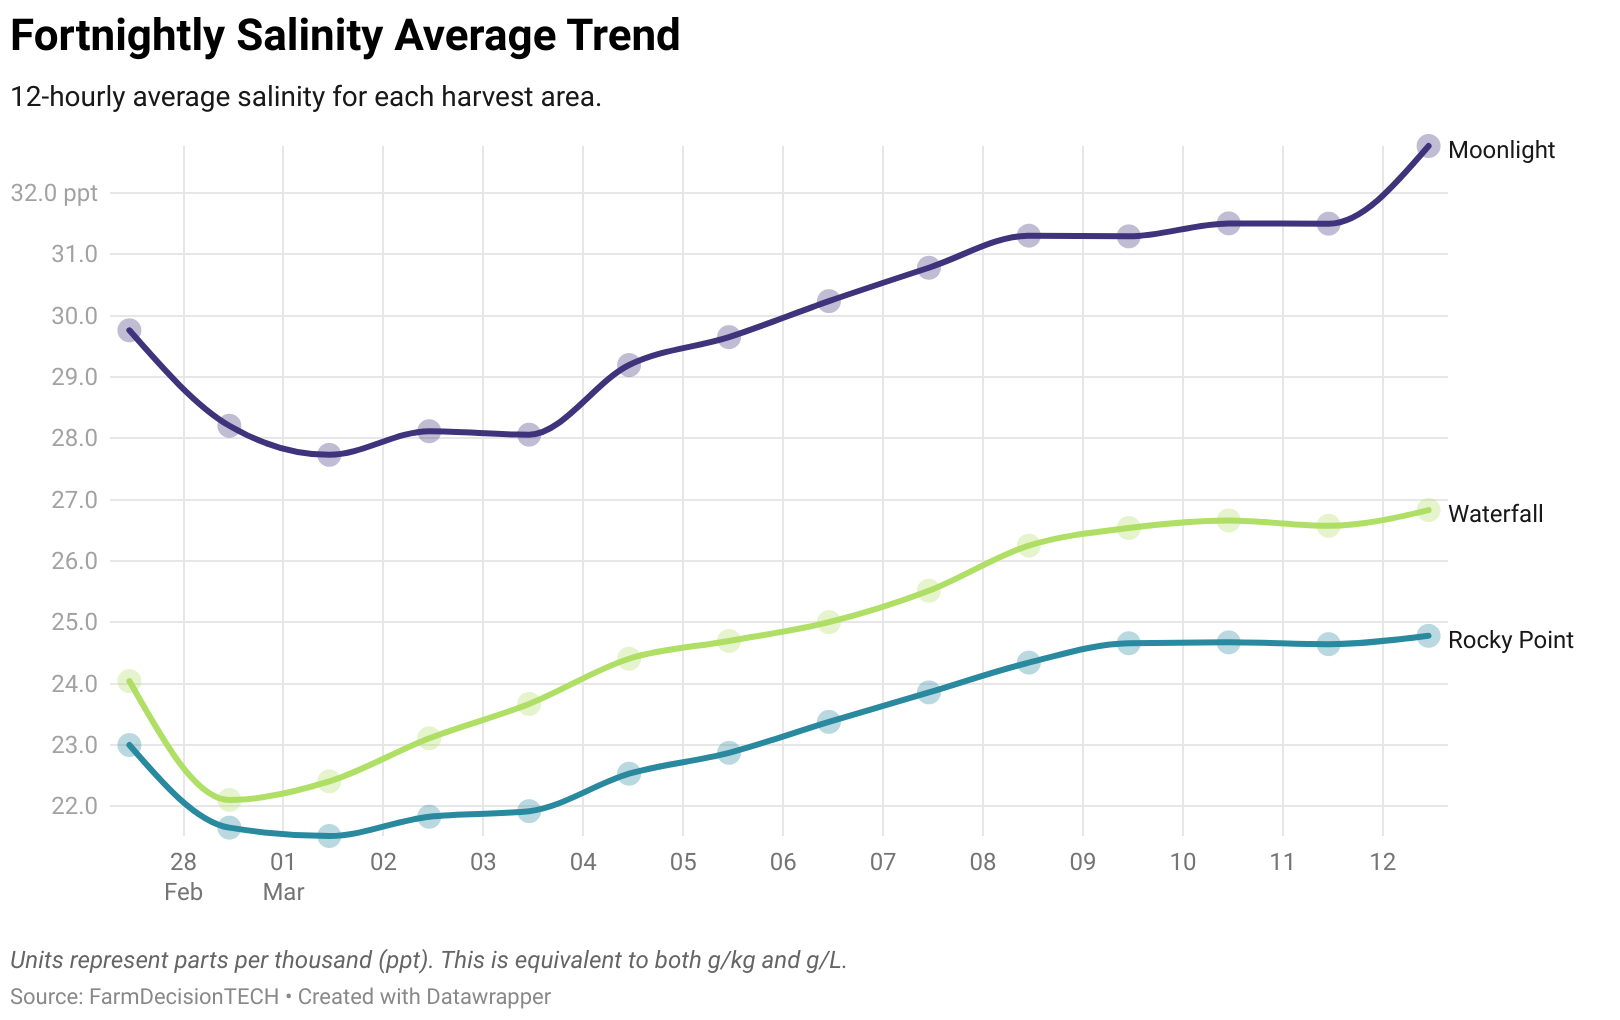 Fortnightly Salinity Average Trend
12-hourly average salinity for each harvest area.
Moonlight
32.0 ppt
31.0
30.0
29.0
28.0
27.0
Waterfall
26.0
25.0
Rocky Point
24.0
23.0
22.0
28 01 02 03 04 05 06 07 08 09 10 11 12
Feb Mar
Units represent parts per thousand (ppt). This is equivalent to both g/kg and g/L.
Source: FarmDecisionTECH • Created with Datawrapper